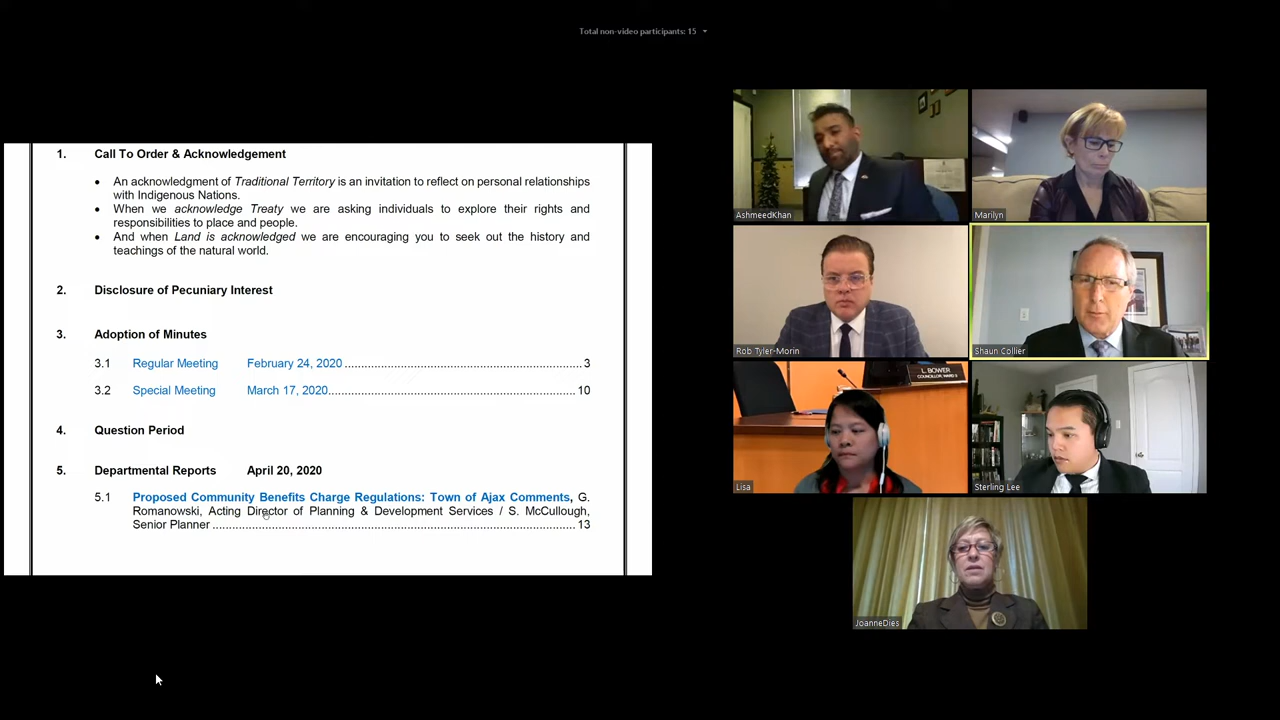 Total non-video participants: 15
1. Call To Order & Acknowledgement
• An acknowledgment of Traditional Territory is an invitation to reflect on personal relationships
with Indigenous Nations.
• When we acknowledge Treaty we are asking individuals to explore their rights and
responsibilities to place and people.
• And when Land is acknowledged we are encouraging you to seek out the history and
teachings of the natural world.
2. Disclosure of Pecuniary Interest
3. Adoption of Minutes
3.1 Regular Meeting February 24, 2020 3
3.2 Special Meeting March 17, 2020 10
4. Question Period
5. Departmental Reports April 20, 2020
5.1 Proposed Community Benefits Charge Regulations: Town of Ajax Comments, G.
Romanowski, Acting Director of Planning & Development Services / S. McCullough,
Senior Planner 13
AshmeedKhan
Marilyn
Rob Tyler-Morin
Shaun Collier
L. BOWER
COUNCILLOR, WARD 3
Lisa
Sterling Lee
JoanneDies